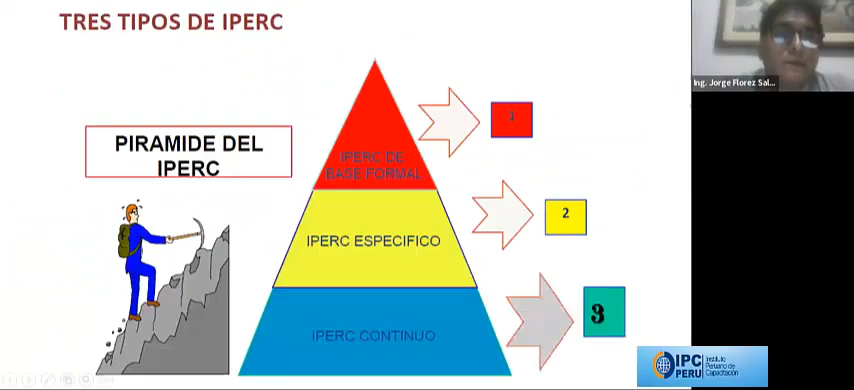 TRES TIPOS DE IPERC
Ing. Jorge Florez Sal...
PIRAMIDE DEL
IPERC
IPERC DE
BASE FORMAL
1
IPERC ESPECIFICO
2
IPERC CONTINUO
3
IPC
PERU
Instituto
Peruano de
Capacitación